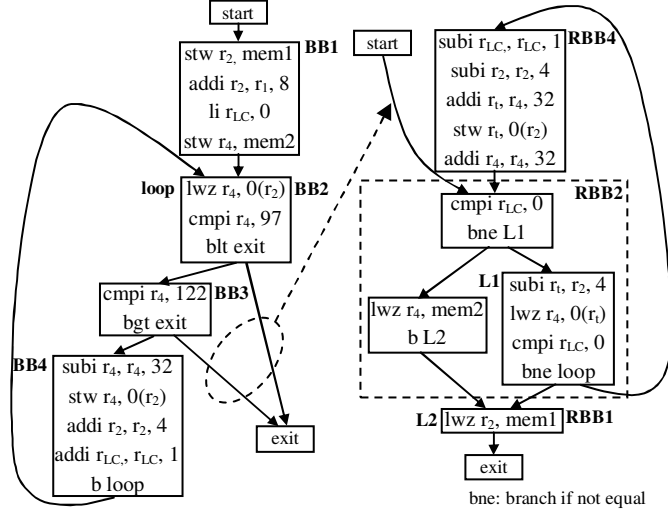 start
BB1
stw r2, mem1
addi r2, r1, 8
li rLC, 0
stw r4, mem2
loop
BB2
lwz r4, 0(r2)
cmpi r4, 97
blt exit
BB3
cmpi r4, 122
bgt exit
BB4
subi r4, r4, 32
stw r4, 0(r2)
addi r2, r2, 4
addi rLC, rLC, 1
b loop
exit
start
RBB4
subi rLC, rLC, 1
subi r2, r2, 4
addi rt, r4, 32
stw rt, 0(r2)
addi r4, r4, 32
RBB2
cmpi rLC, 0
bne L1
L1
subi rt, r2, 4
lwz r4, 0(rt)
cmpi rLC, 0
bne loop
lwz r4, mem2
b L2
L2
lwz r2, mem1
RBB1
exit
bne: branch if not equal